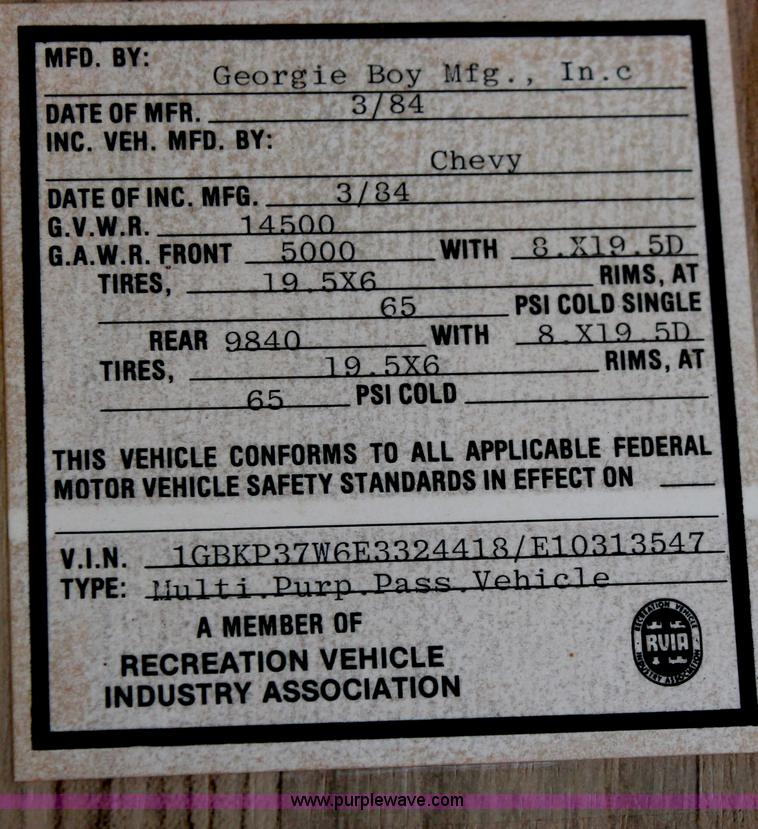 MFD. BY:
Georgie Boy Mfg., In.c
DATE OF MFR. 3/84
INC. VEH. MFD. BY:
Chevy
DATE OF INC. MFG. 3/84
G.V.W.R. 14500
G.A.W.R. FRONT 5000 WITH 8.X19.5D
TIRES, 19.5X6 RIMS, AT
65 PSI COLD SINGLE
REAR 9840 WITH 8.X19.5D
TIRES, 19.5X6 RIMS, AT
65 PSI COLD
THIS VEHICLE CONFORMS TO ALL APPLICABLE FEDERAL
MOTOR VEHICLE SAFETY STANDARDS IN EFFECT ON
V.I.N. 1GBKP37W6E3324418/E10313547
TYPE: Multi.Purp.Pass.Vehicle
A MEMBER OF
RECREATION VEHICLE
INDUSTRY ASSOCIATION
RECREATION VEHICLE
RVIA
INDUSTRY ASSOCIATION
www.purplewave.com